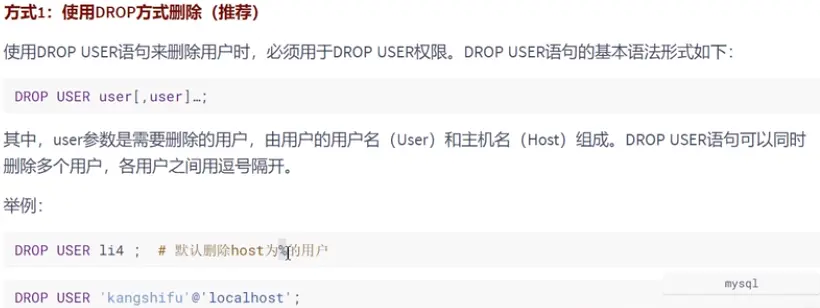 方式1：使用DROP方式删除（推荐）
使用DROP USER语句来删除用户时，必须用于DROP USER权限。DROP USER语句的基本语法形式如下：
DROP USER user[,user]…;
其中，user参数是需要删除的用户，由用户的用户名（User）和主机名（Host）组成。DROP USER语句可以同时
删除多个用户，各用户之间用逗号隔开。
举例：
DROP USER li4 ;  # 默认删除host为%的用户
DROP USER 'kangshifu'@'localhost';
mysql